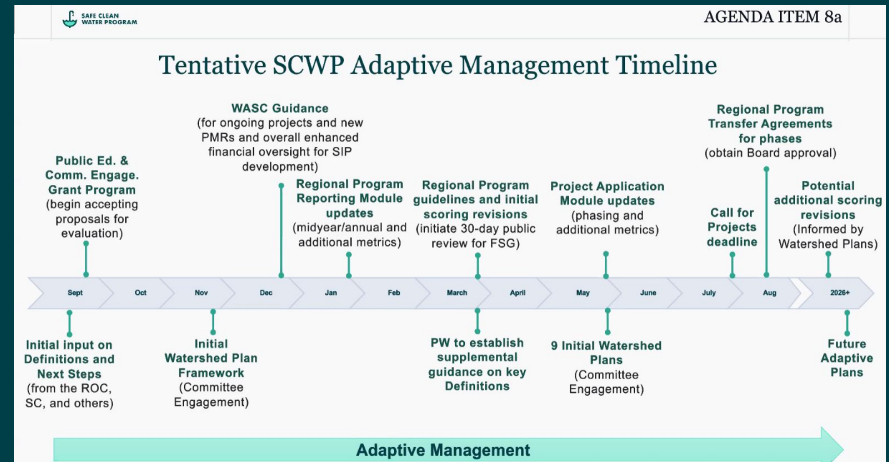 SAFE CLEAN
WATER PROGRAM
AGENDA ITEM 8a
Tentative SCWP Adaptive Management Timeline
Public Ed. &
Comm. Engage.
Grant Program
(begin accepting
proposals for
evaluation)
WASC Guidance
(for ongoing projects and new
PMRs and overall enhanced
financial oversight for SIP
development)
Regional Program
Reporting Module
updates
(midyear/annual and
additional metrics)
Regional Program
guidelines and initial
scoring revisions
(initiate 30-day public
review for FSG)
Project Application
Module updates
(phasing and
additional metrics)
Call for
Projects
deadline
Regional Program
Transfer Agreements
for phases
(obtain Board approval)
Potential
additional scoring
revisions
(Informed by
Watershed Plans)
Sept Oct Nov Dec Jan Feb March April May June July Aug 2026+
Initial input on
Definitions and
Next Steps
(from the ROC,
SC, and others)
Initial
Watershed Plan
Framework
(Committee
Engagement)
PW to establish
supplemental
guidance on key
Definitions
9 Initial Watershed
Plans
(Committee
Engagement)
Future
Adaptive
Plans
Adaptive Management